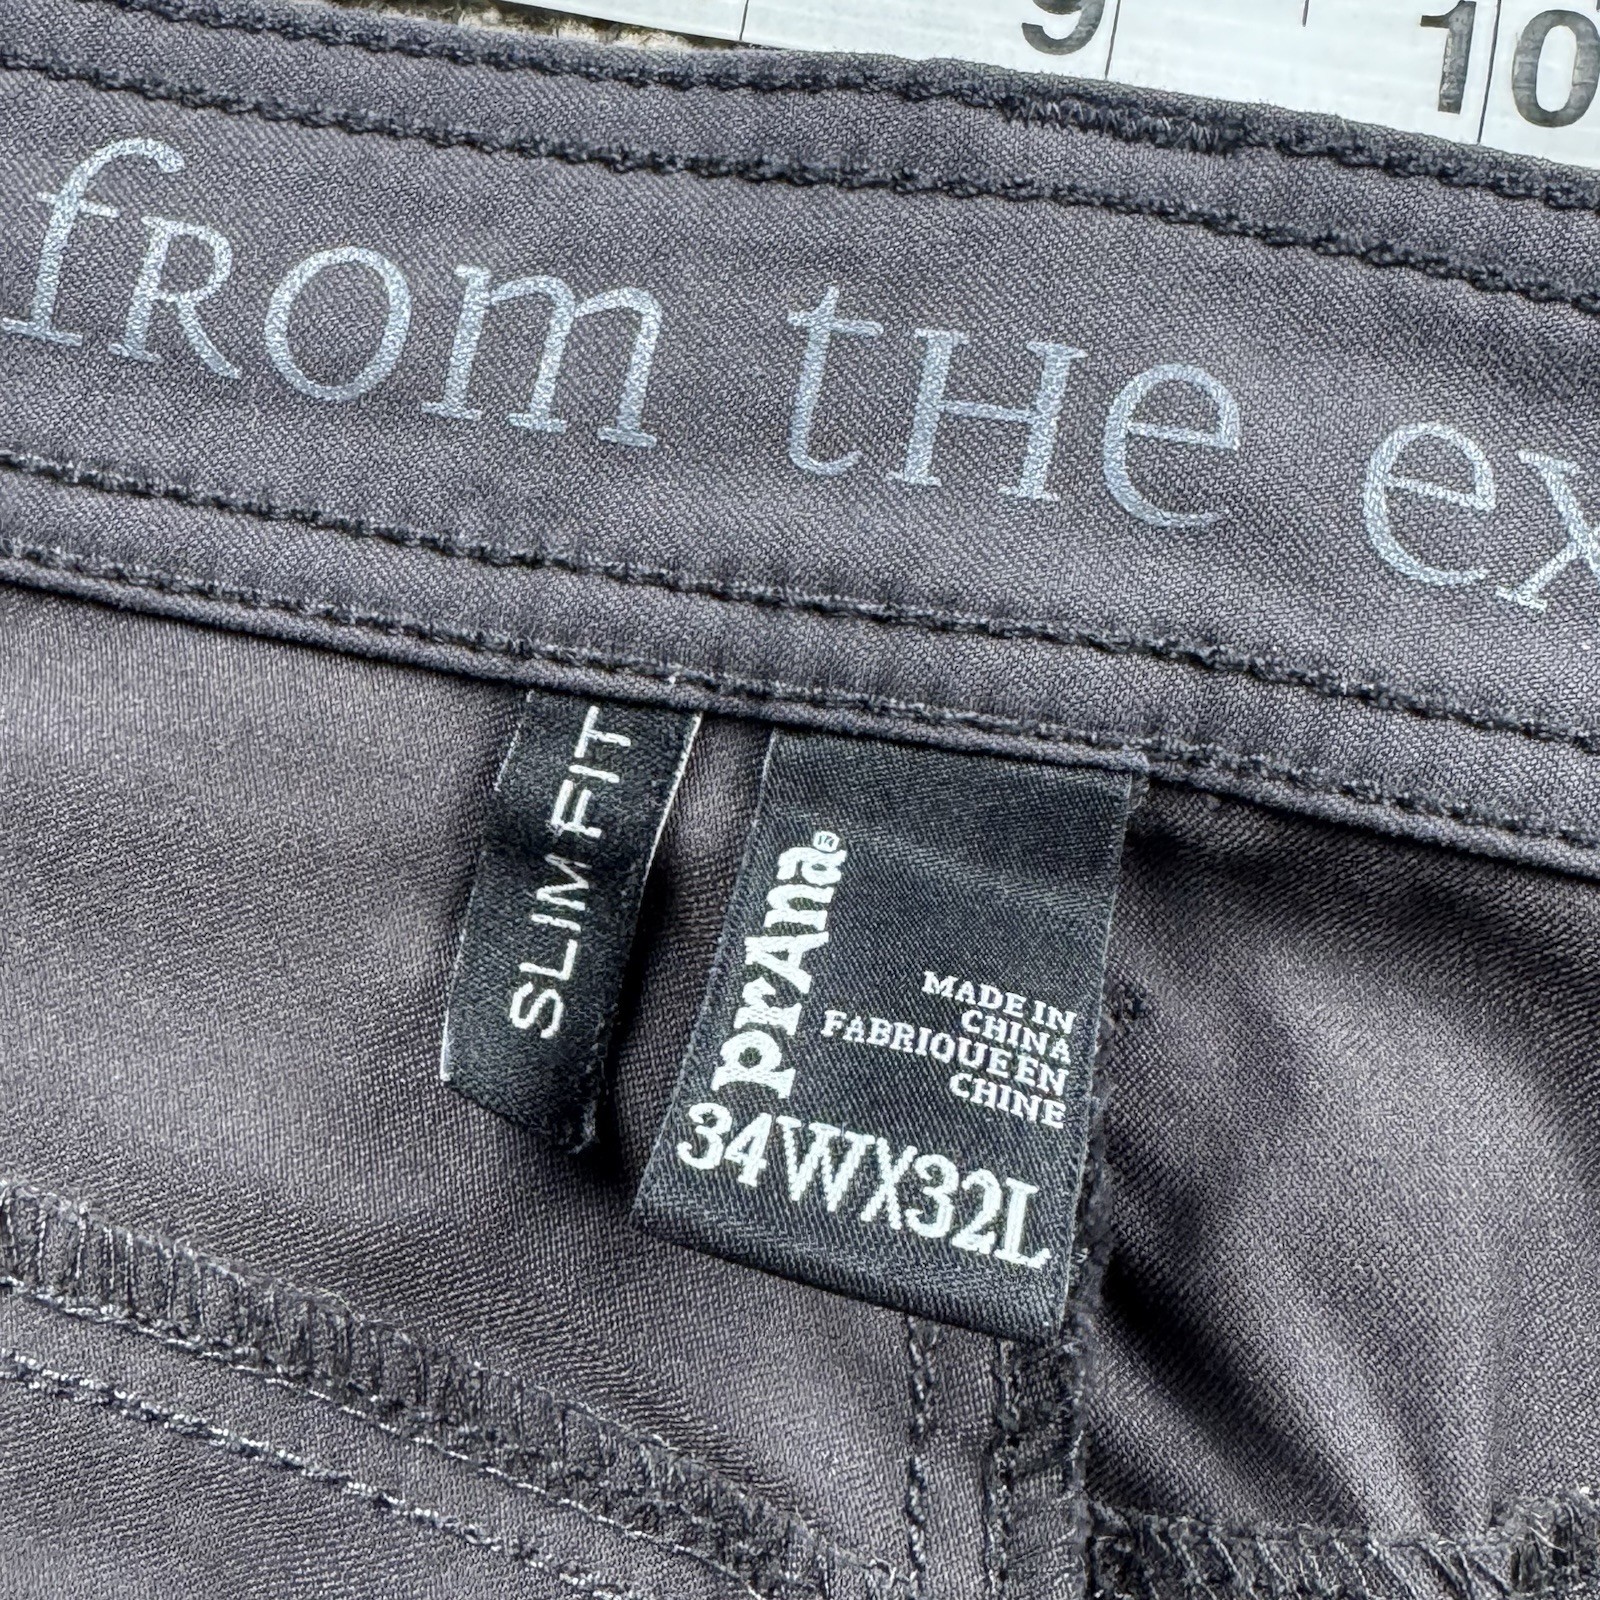 9 10
from tHe ex
SLIM FIT
prAna®
MADE IN
CHINA
FABRIQUE EN
CHINE
34WX32L